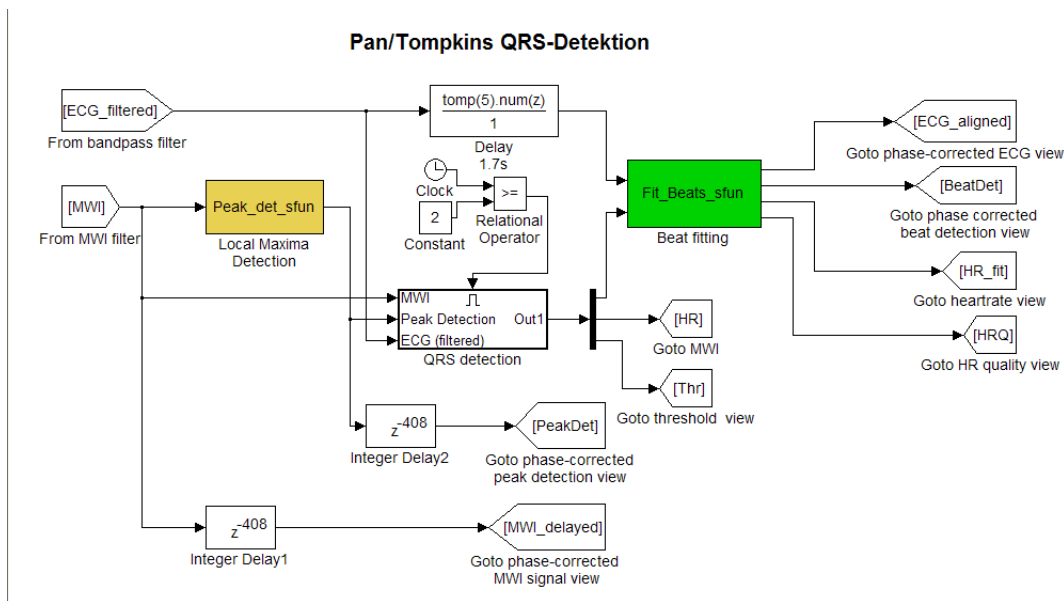 Pan/Tompkins QRS-Detektion
[ECG_filtered]
From bandpass filter
tomp(5).num(z)
1
Delay
1.7s
[ECG_aligned]
Goto phase-corrected ECG view
[MWI]
From MWI filter
Peak_det_sfun
Local Maxima
Detection
Clock
2
Constant
>=
Relational
Operator
Fit_Beats_sfun
Beat fitting
[BeatDet]
Goto phase corrected
beat detection view
[HR_fit]
Goto heartrate view
[HRQ]
Goto HR quality view
MWI
Peak Detection
ECG (filtered)
Out1
QRS detection
[HR]
Goto MWI
[Thr]
Goto threshold view
z-408
Integer Delay2
[PeakDet]
Goto phase-corrected
peak detection view
z-408
Integer Delay1
[MWI_delayed]
Goto phase-corrected
MWI signal view